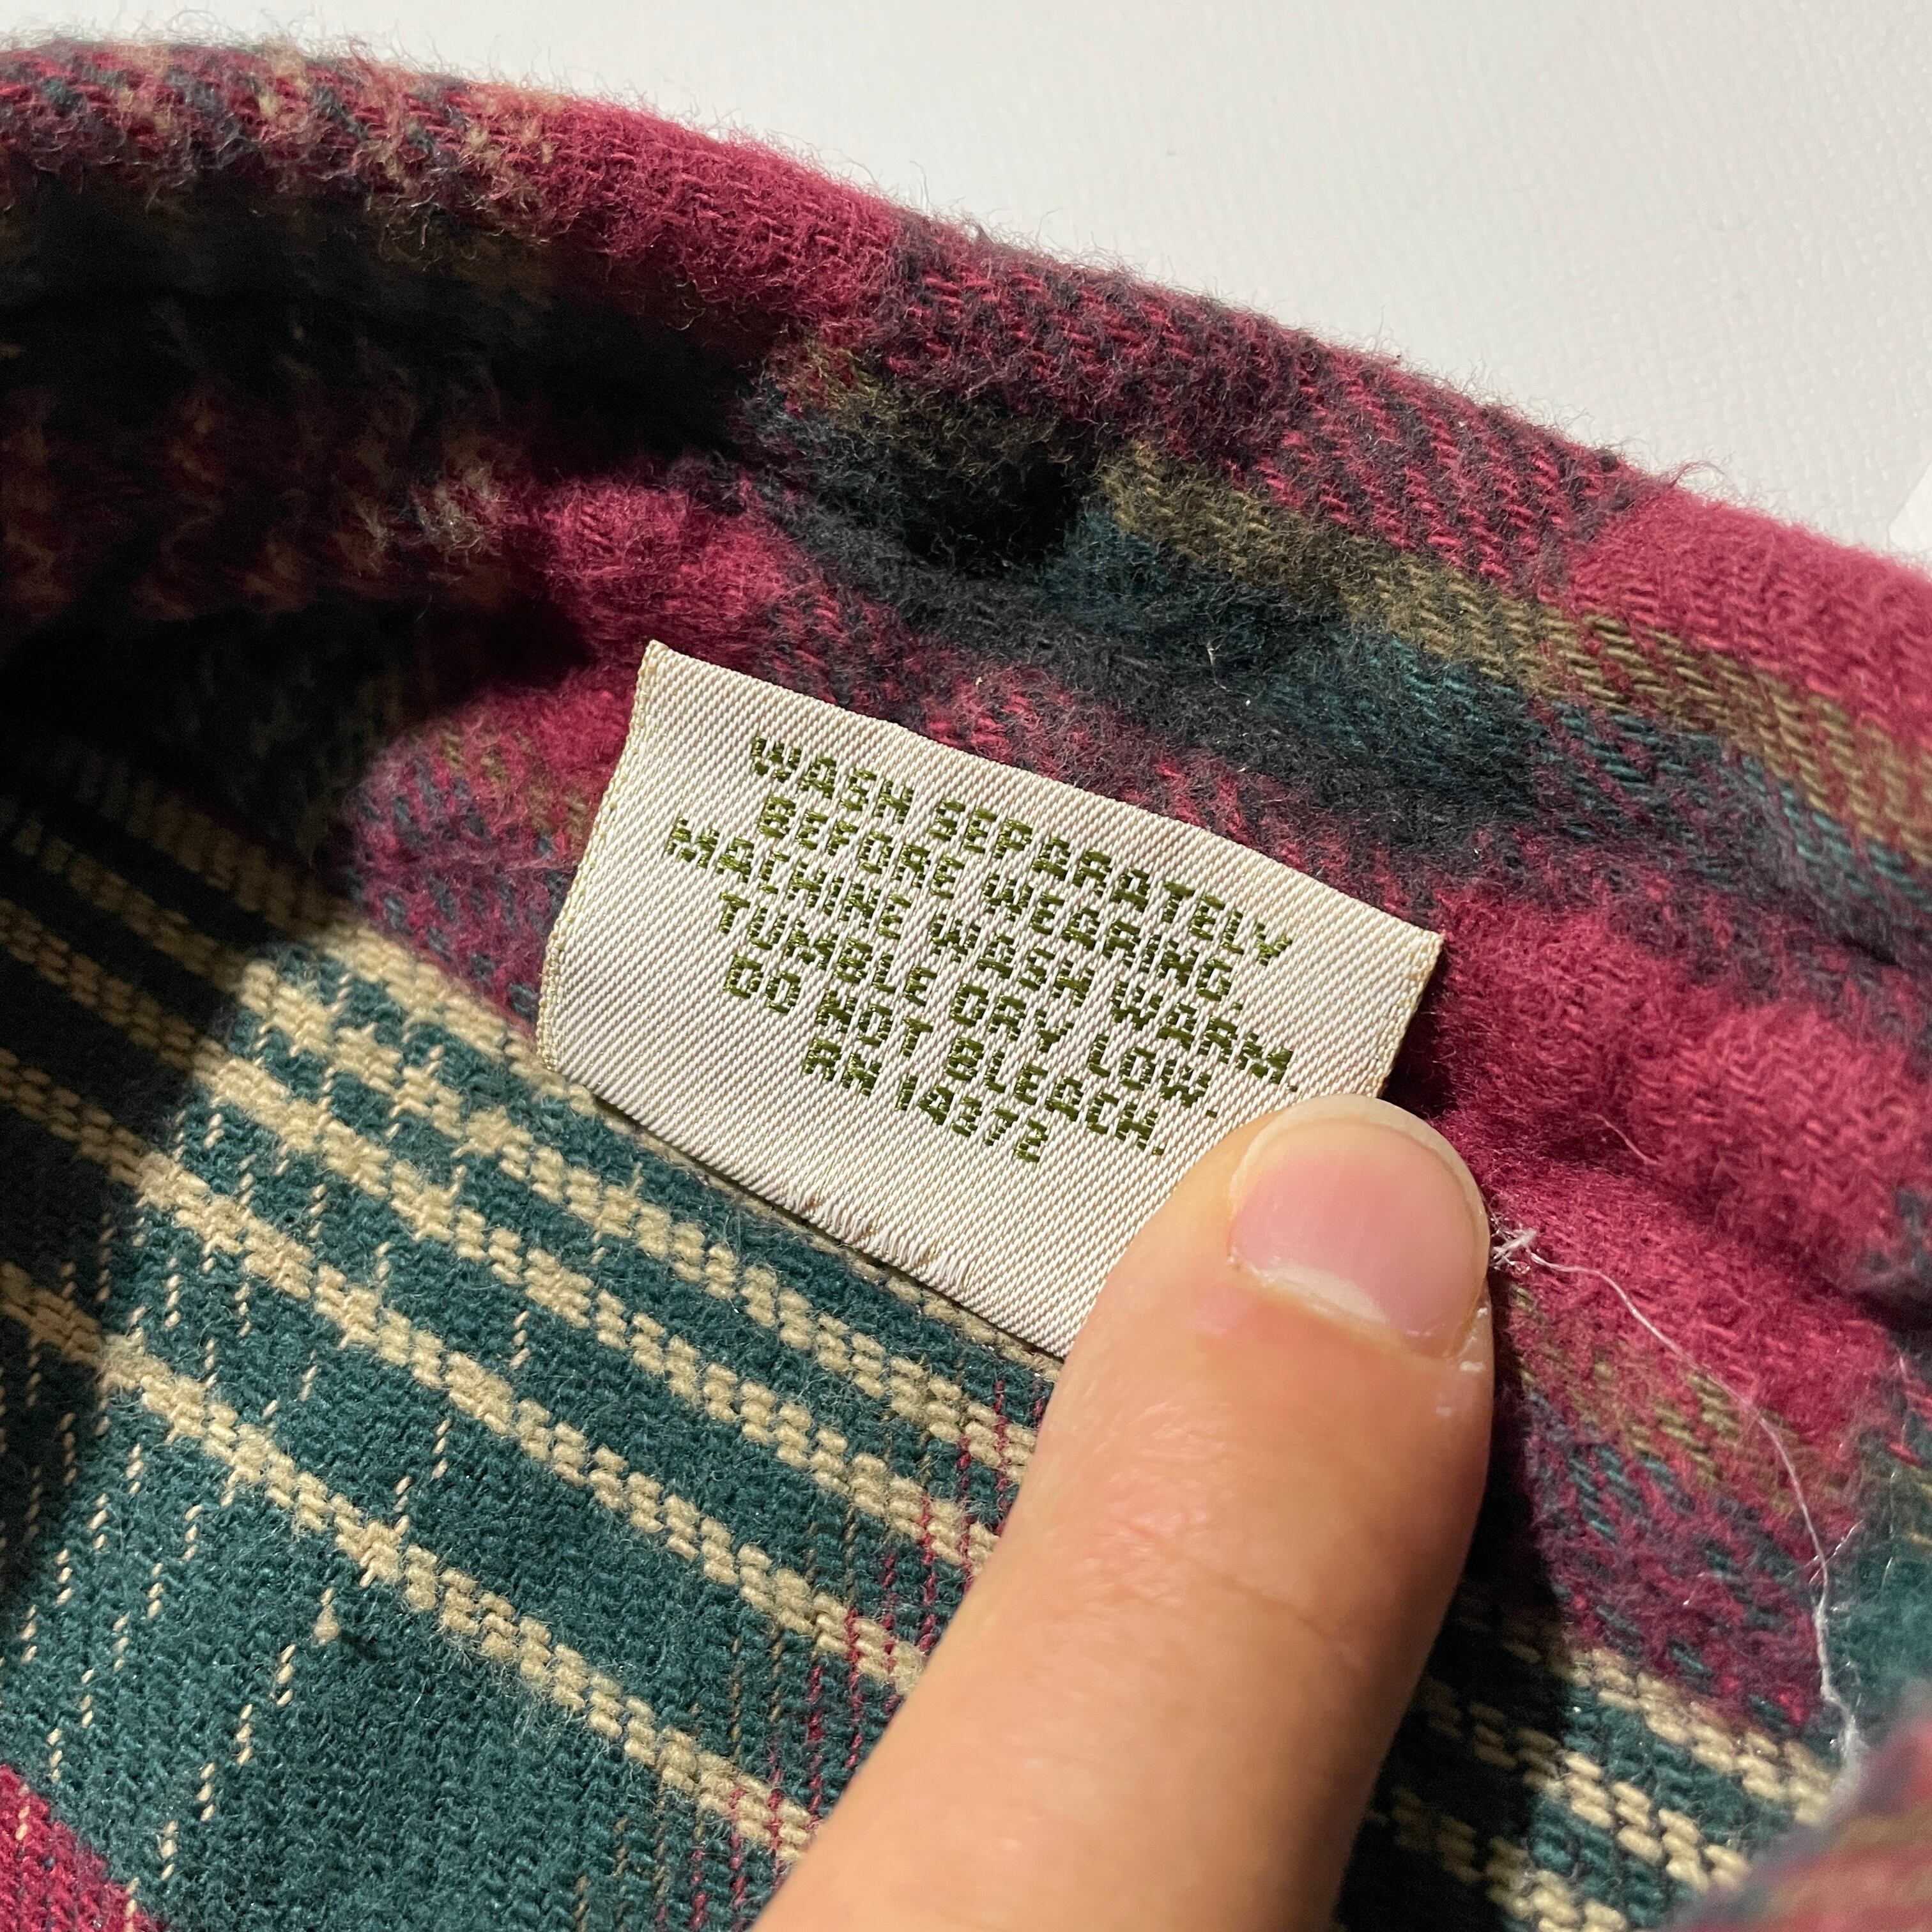 WASH SEPARATELY
BEFORE WEARING.
MACHINE WASH WARM.
TUMBLE DRY LOW.
DO NOT BLEACH.
RN 14372